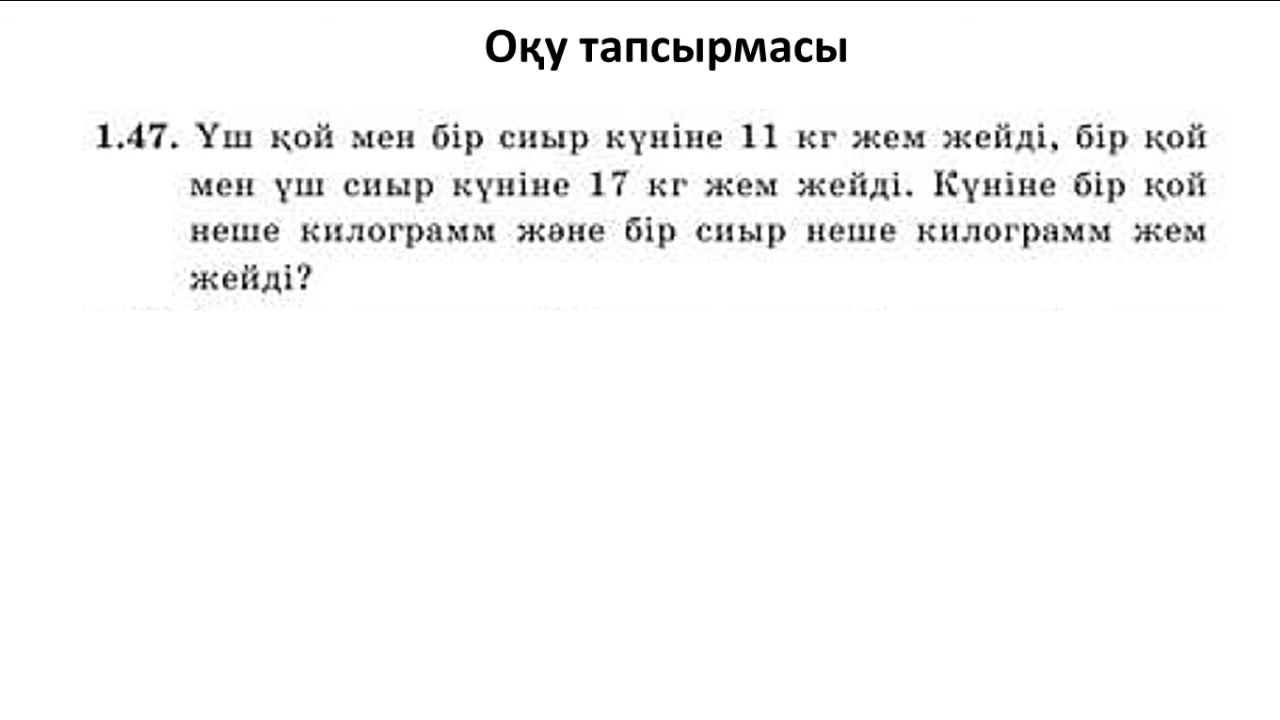 Оқу тапсырмасы
1.47. Үш қой мен бір сиыр күніне 11 кг жем жейді, бір қой
мен үш сиыр күніне 17 кг жем жейді. Күніне бір қой
неше килограмм және бір сиыр неше килограмм жем
жейді?